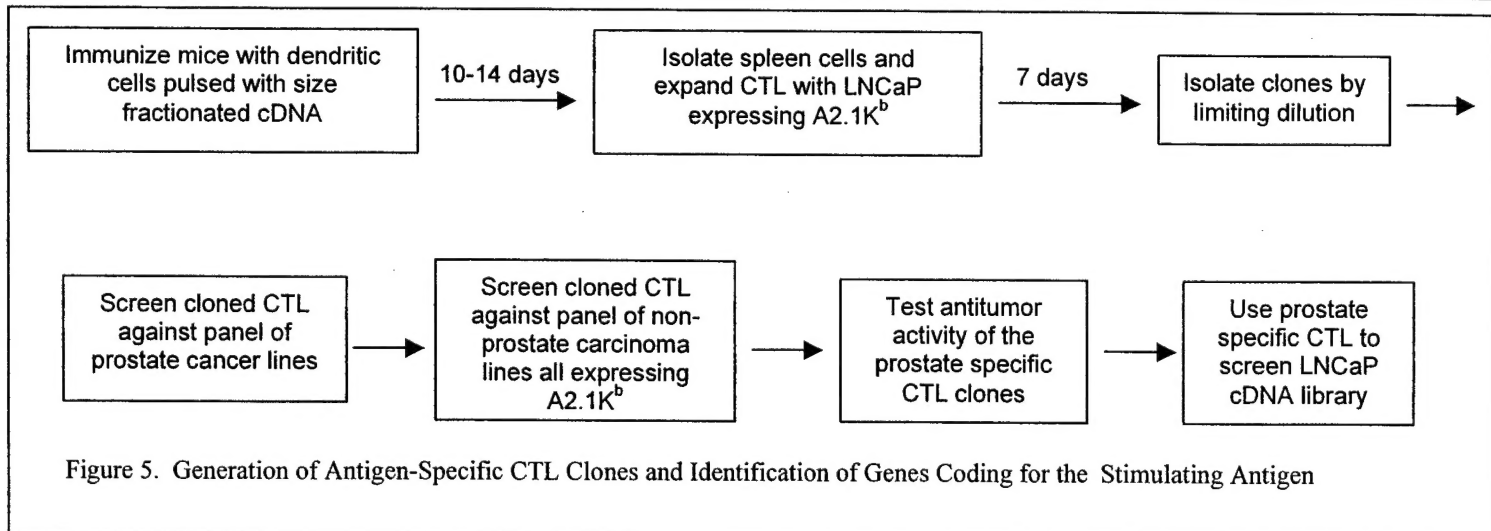 Immunize mice with dendritic
cells pulsed with size
fractionated cDNA
10-14 days
Isolate spleen cells and
expand CTL with LNCaP
expressing A2.1Kᵇ
7 days
Isolate clones by
limiting dilution
Screen cloned CTL
against panel of
prostate cancer lines
Screen cloned CTL
against panel of non-
prostate carcinoma
lines all expressing
A2.1Kᵇ
Test antitumor
activity of the
prostate specific
CTL clones
Use prostate
specific CTL to
screen LNCaP
cDNA library
Figure 5. Generation of Antigen-Specific CTL Clones and Identification of Genes Coding for the Stimulating Antigen